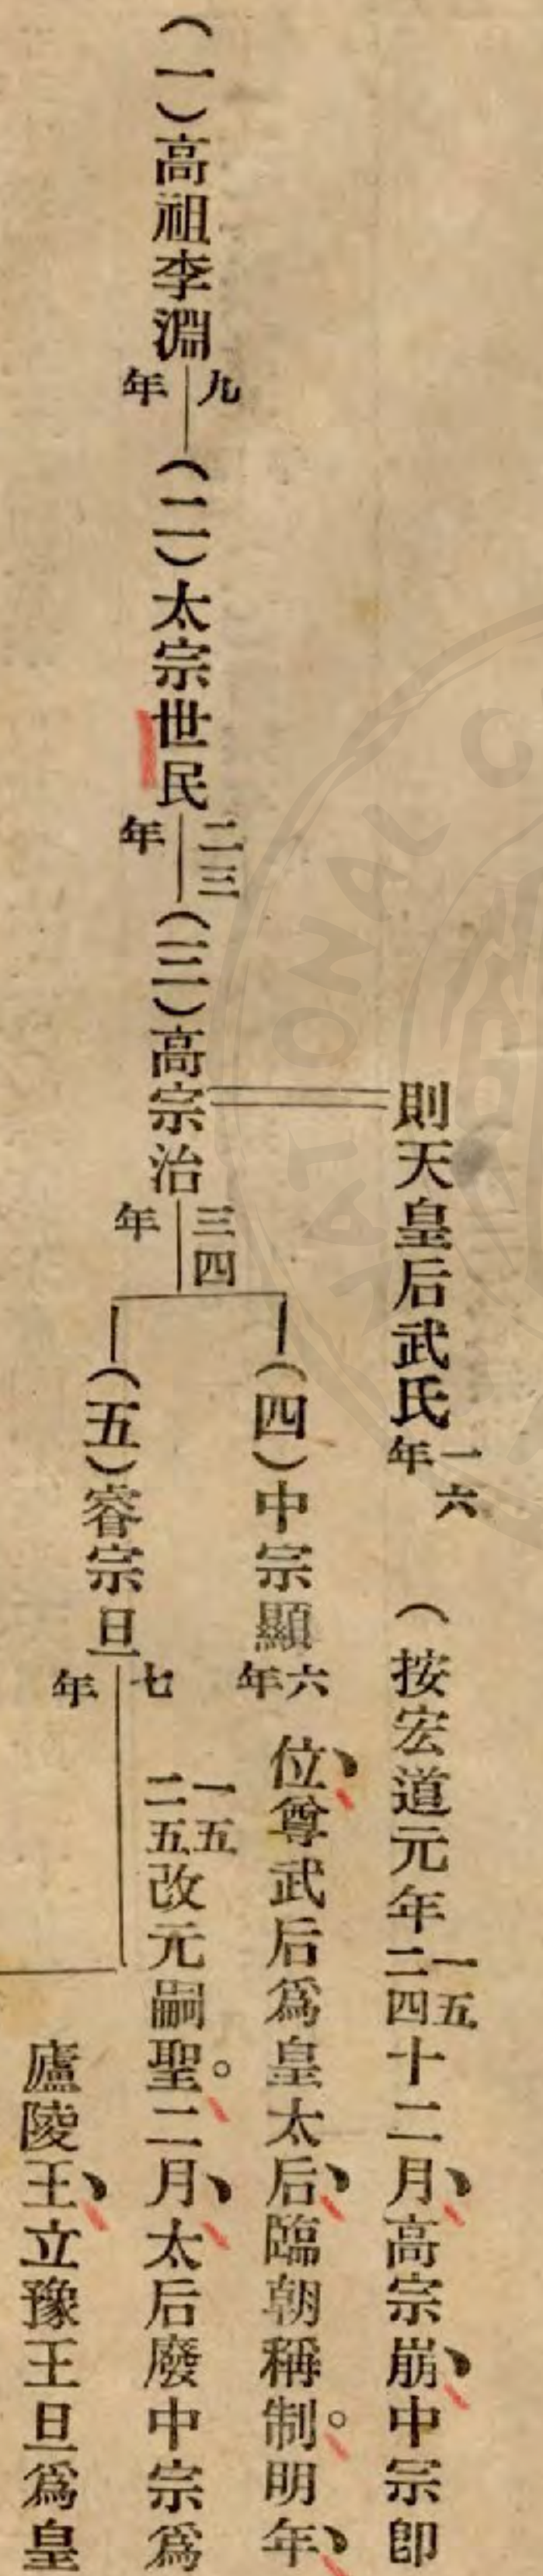 則天皇后武氏一六年
（按宏道元年一五二四十二月、高宗崩、中宗卽
位、尊武后爲皇太后、臨朝稱制。明年、
一五二五改元嗣聖。二月、太后廢中宗爲
廬陵王、立豫王旦爲皇
（一）高祖李淵九年
（二）太宗世民二三年
（三）高宗治三四年
（四）中宗顯六年
（五）睿宗旦七年